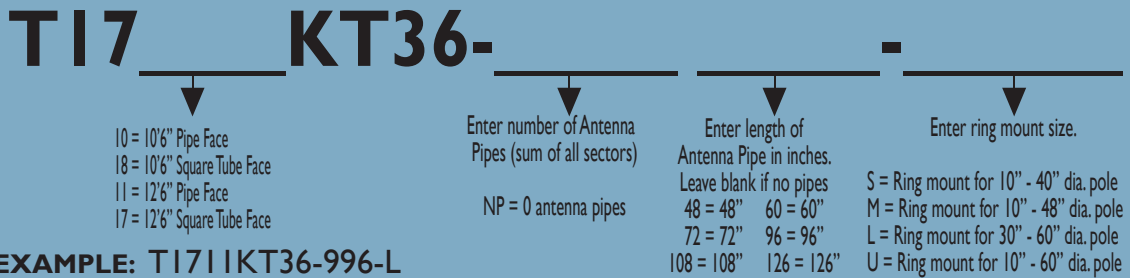 T17____KT36-____ ____-____
10 = 10'6" Pipe Face
18 = 10'6" Square Tube Face
11 = 12'6" Pipe Face
17 = 12'6" Square Tube Face
Enter number of Antenna
Pipes (sum of all sectors)
NP = 0 antenna pipes
Enter length of
Antenna Pipe in inches.
Leave blank if no pipes
48 = 48" 60 = 60"
72 = 72" 96 = 96"
108 = 108" 126 = 126"
Enter ring mount size.
S = Ring mount for 10" - 40" dia. pole
M = Ring mount for 10" - 48" dia. pole
L = Ring mount for 30" - 60" dia. pole
U = Ring mount for 10" - 60" dia. pole
EXAMPLE: T1711KT36-996-L